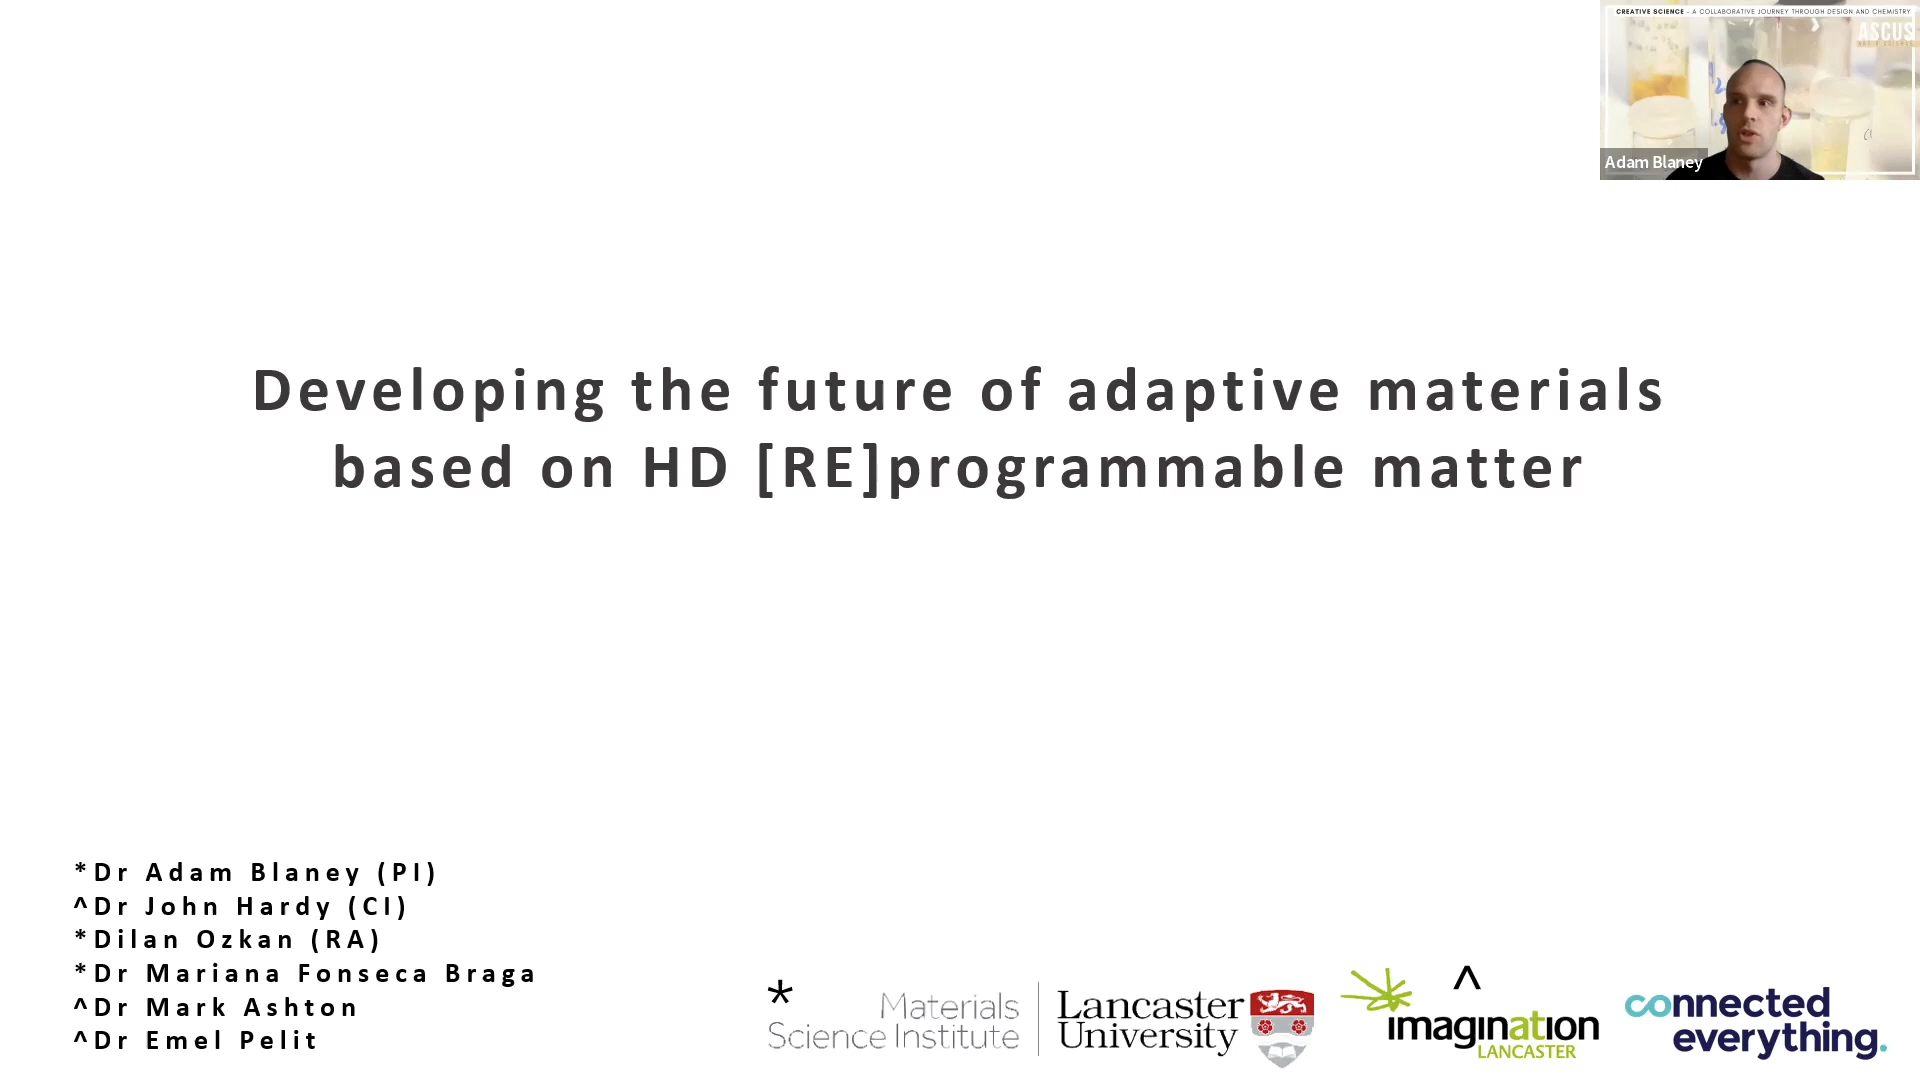 CREATIVE SCIENCE - A COLLABORATIVE JOURNEY THROUGH DESIGN AND CHEMISTRY
ASCUS
ART & SCIENCE
Adam Blaney
Developing the future of adaptive materials
based on HD [RE]programmable matter
*Dr Adam Blaney (PI)
^Dr John Hardy (CI)
*Dilan Ozkan (RA)
*Dr Mariana Fonseca Braga
^Dr Mark Ashton
^Dr Emel Pelit
*
Materials
Science Institute
Lancaster
University
^
imagination
LANCASTER
connected
everything.